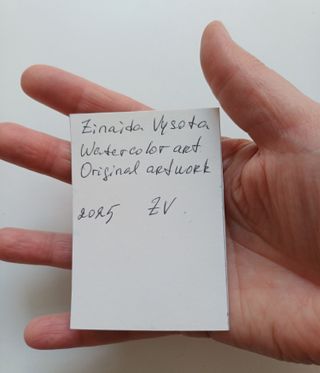 Zinaida Vysota
Watercolor art
Original artwork
2025 ZV.